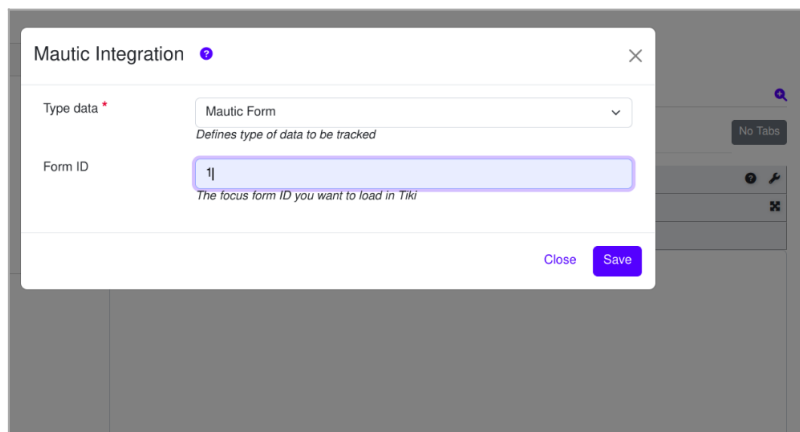 Mautic Integration
Type data *
Mautic Form
Defines type of data to be tracked
Form ID
1
The focus form ID you want to load in Tiki
Close Save
No Tabs